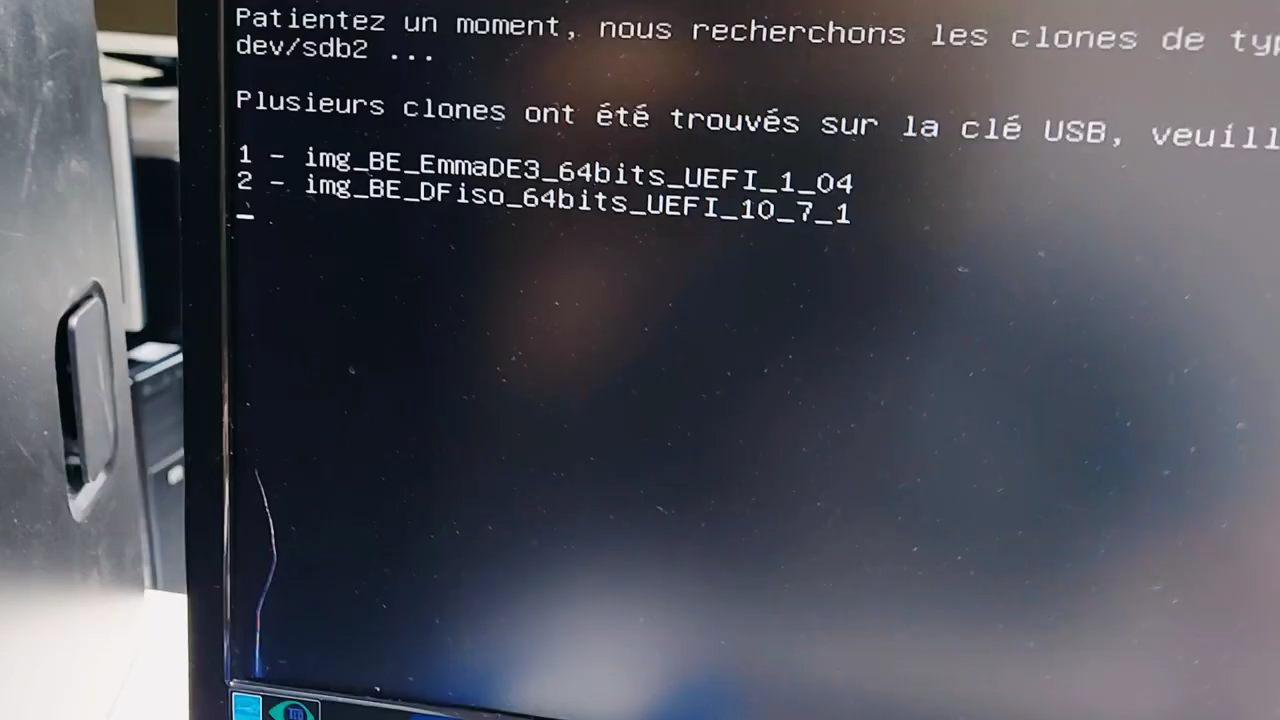 Patientez un moment, nous recherchons les clones de
dev/sdb2 ...
Plusieurs clones ont été trouvés sur la clé USB,
1 - img_BE_EmmaDE3_64bits_UEFI_1_04
2 - img_BE_DFiso_64bits_UEFI_10_7_1
TCO